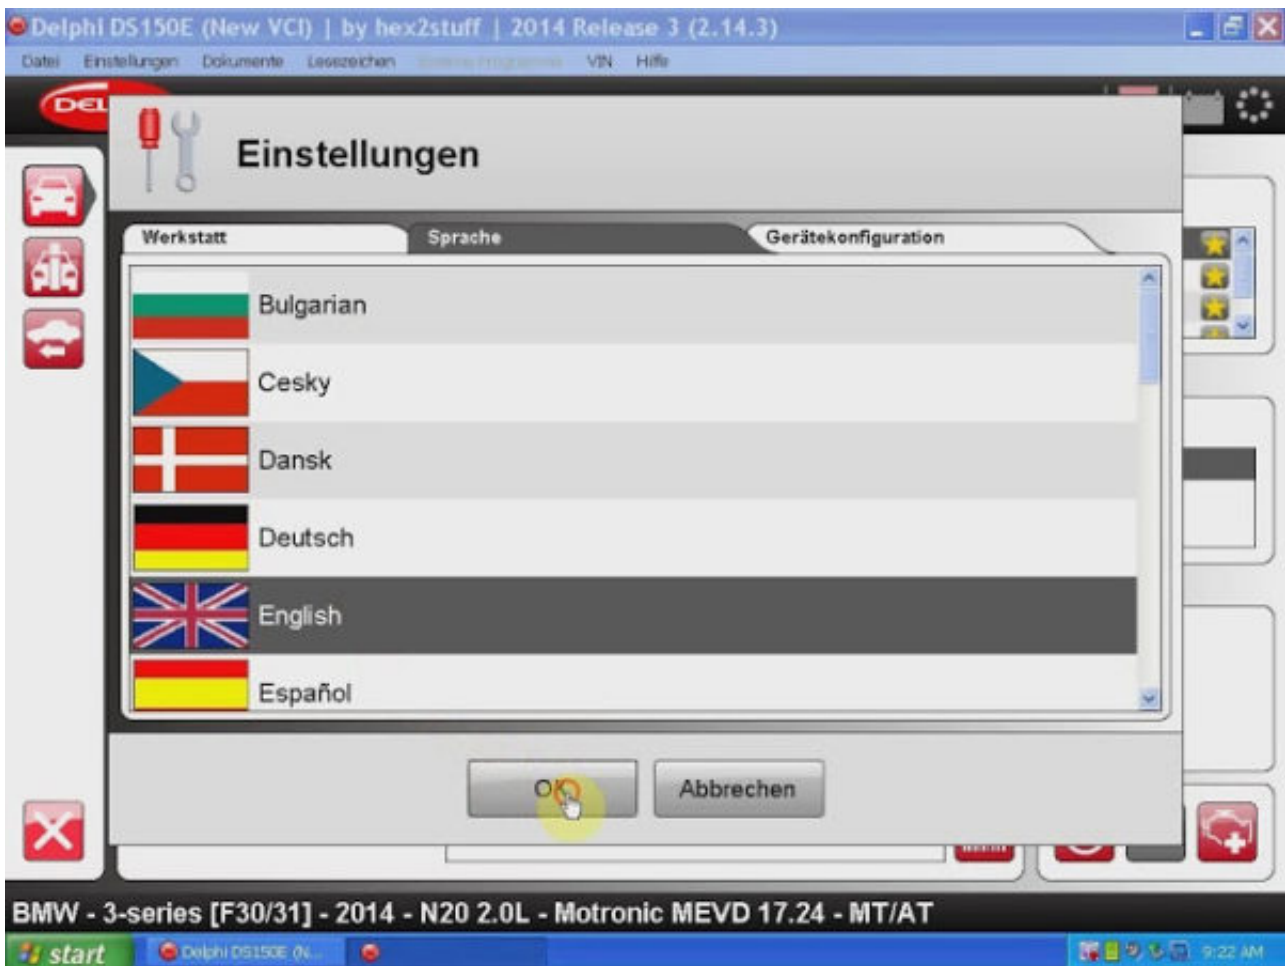 Delphi DS150E (New VCI) | by hex2stuff | 2014 Release 3 (2.14.3)
Datei Einstellungen Dokumente Lesezeichen VIN Hilfe
DEL
Einstellungen
Werkstatt Sprache Gerätekonfiguration
Bulgarian
Cesky
Dansk
Deutsch
English
Español
OK Abbrechen
BMW - 3-series [F30/31] - 2014 - N20 2.0L - Motronic MEVD 17.24 - MT/AT
start Delphi DS150E (N... 9:22 AM